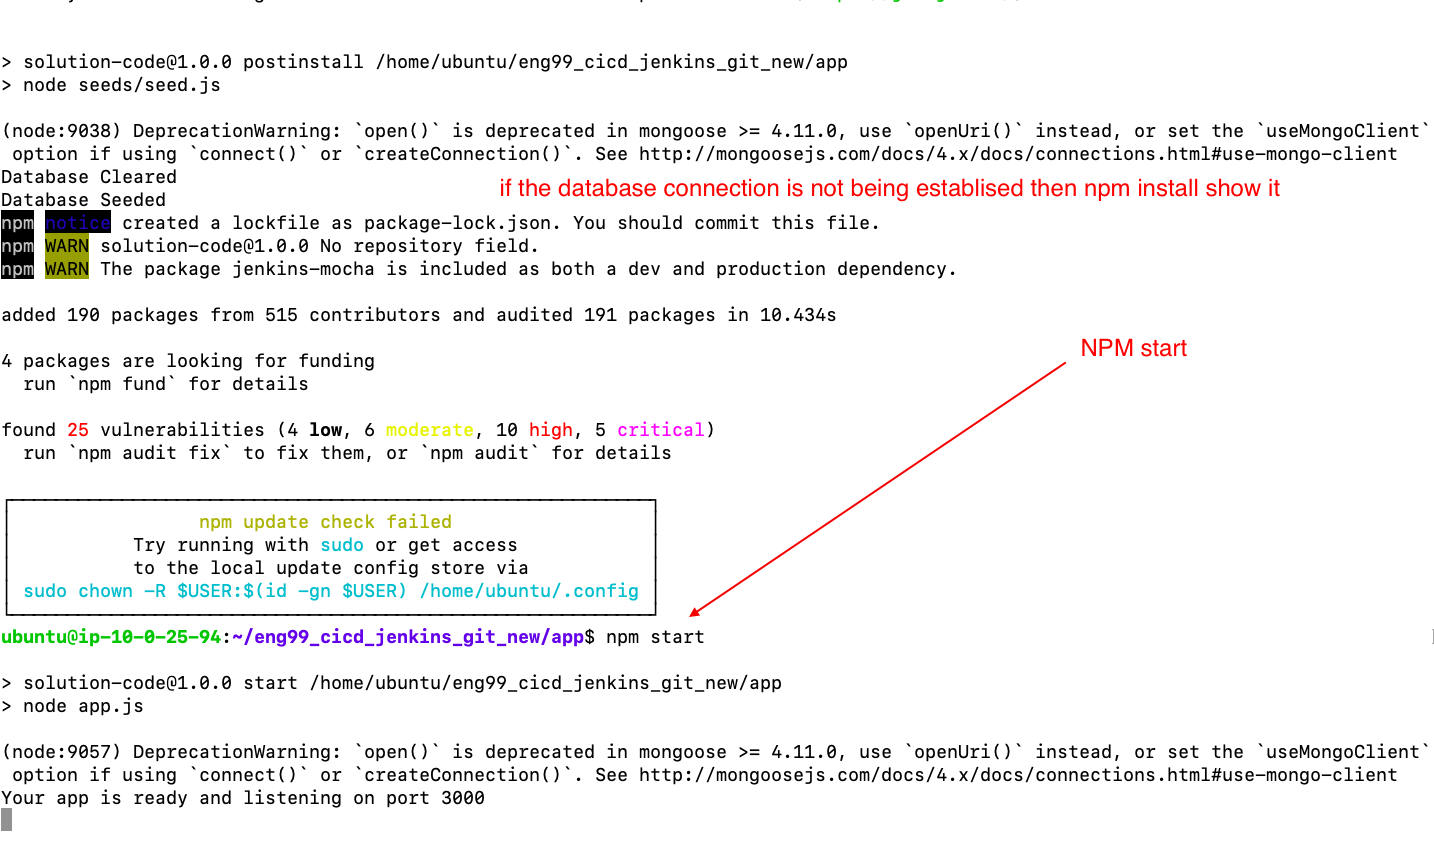 > solution-code@1.0.0 postinstall /home/ubuntu/eng99_cicd_jenkins_git_new/app
> node seeds/seed.js
(node:9038) DeprecationWarning: `open()` is deprecated in mongoose >= 4.11.0, use `openUri()` instead, or set the `useMongoClient`
option if using `connect()` or `createConnection()`. See http://mongoosejs.com/docs/4.x/docs/connections.html#use-mongo-client
Database Cleared
if the database connection is not being establised then npm install show it
Database Seeded
npm notice created a lockfile as package-lock.json. You should commit this file.
npm WARN solution-code@1.0.0 No repository field.
npm WARN The package jenkins-mocha is included as both a dev and production dependency.
added 190 packages from 515 contributors and audited 191 packages in 10.434s
NPM start
4 packages are looking for funding
run `npm fund` for details
found 25 vulnerabilities (4 low, 6 moderate, 10 high, 5 critical)
run `npm audit fix` to fix them, or `npm audit` for details
npm update check failed
Try running with sudo or get access
to the local update config store via
sudo chown -R $USER:$(id -gn $USER) /home/ubuntu/.config
ubuntu@ip-10-0-25-94:~/eng99_cicd_jenkins_git_new/app$ npm start
> solution-code@1.0.0 start /home/ubuntu/eng99_cicd_jenkins_git_new/app
> node app.js
(node:9057) DeprecationWarning: `open()` is deprecated in mongoose >= 4.11.0, use `openUri()` instead, or set the `useMongoClient`
option if using `connect()` or `createConnection()`. See http://mongoosejs.com/docs/4.x/docs/connections.html#use-mongo-client
Your app is ready and listening on port 3000